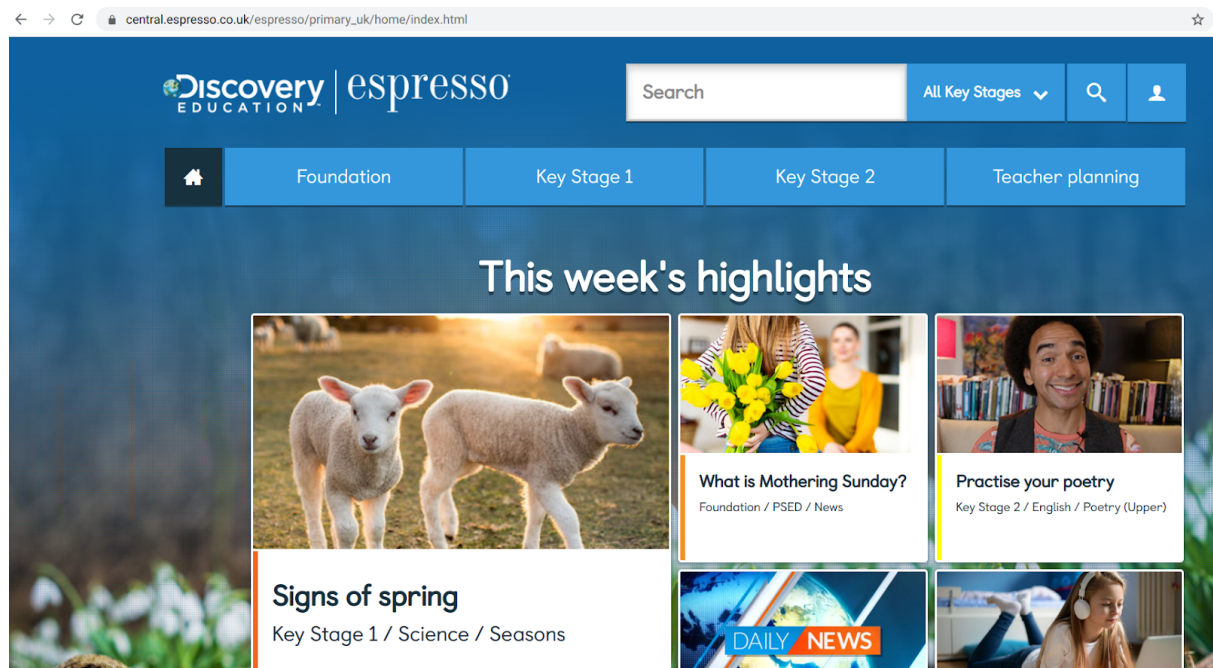 central.espresso.co.uk/espresso/primary_uk/home/index.html
Discovery
EDUCATION
espresso
Search
All Key Stages
Foundation
Key Stage 1
Key Stage 2
Teacher planning
This week's highlights
Signs of spring
Key Stage 1 / Science / Seasons
What is Mothering Sunday?
Foundation / PSED / News
Practise your poetry
Key Stage 2 / English / Poetry (Upper)
DAILY NEWS